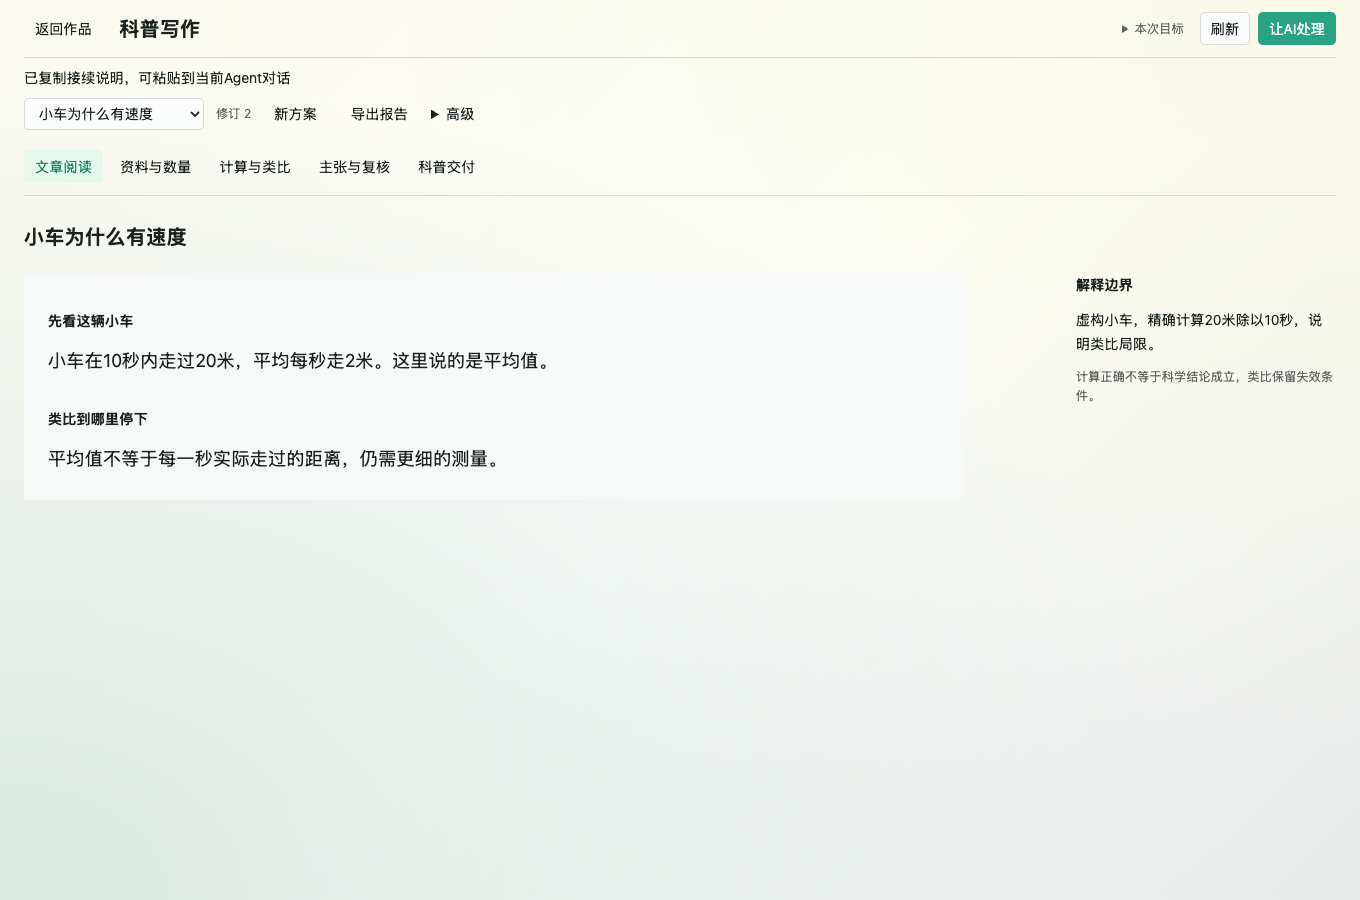 返回作品 科普写作 ▶ 本次目标 刷新 让AI处理
已复制接续说明，可粘贴到当前Agent对话
小车为什么有速度 修订 2 新方案 导出报告 ▶ 高级
文章阅读 资料与数量 计算与类比 主张与复核 科普交付
小车为什么有速度
先看这辆小车
小车在10秒内走过20米，平均每秒走2米。这里说的是平均值。
类比到哪里停下
平均值不等于每一秒实际走过的距离，仍需更细的测量。
解释边界
虚构小车，精确计算20米除以10秒，说
明类比局限。
计算正确不等于科学结论成立，类比保留失效条
件。